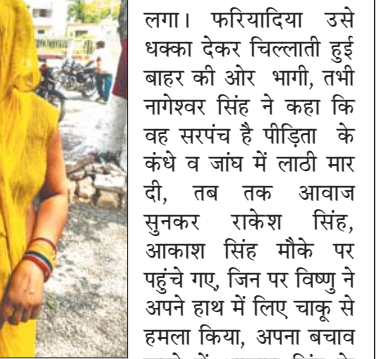 लगा। फरियादिया उसे
धक्का देकर चिल्लाती हुई
बाहर की ओर भागी, तभी
नागेश्वर सिंह ने कहा कि
वह सरपंच है पीड़िता के
कंधे व जांघ में लाठी मार
दी, तब तक आवाज
सुनकर राकेश सिंह,
आकाश सिंह मौके पर
पहुंचे गए, जिन पर विष्णु ने
अपने हाथ में लिए चाकू से
हमला किया, अपना बचाव